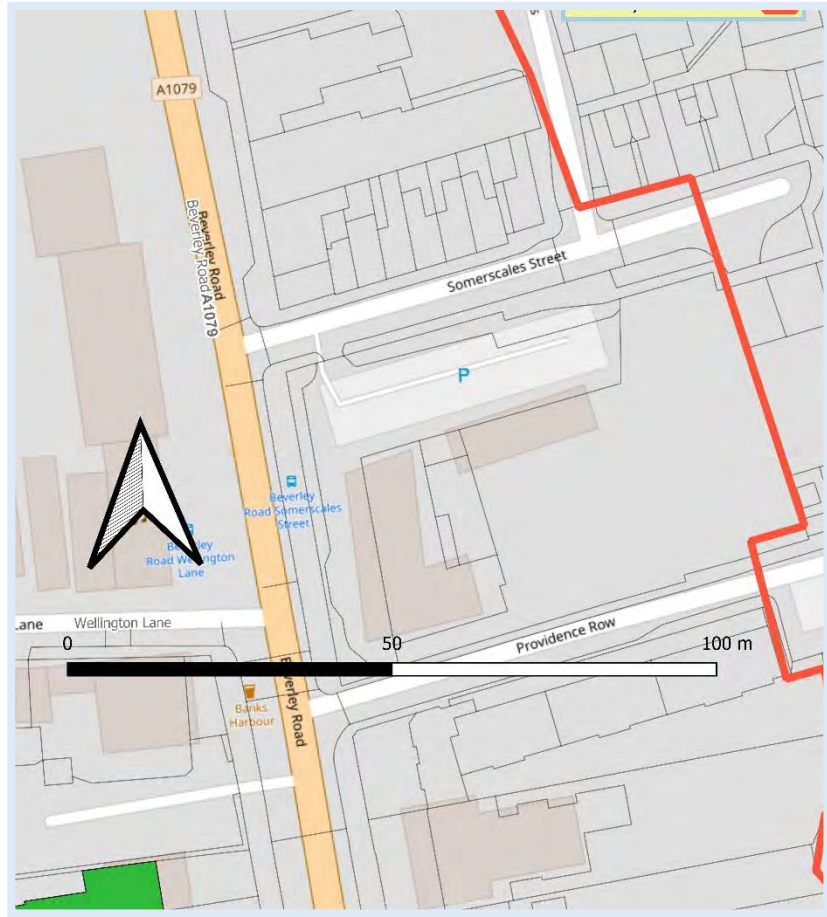 A1079
Beverley Road
Beverley Road
A1079
Somerscales Street
P
Beverley
Road Somerscales
Street
Beverley
Road Wellington
Lane
Lane
Wellington Lane
Providence Row
0
50
100 m
Beverley Road
Banks
Harbour